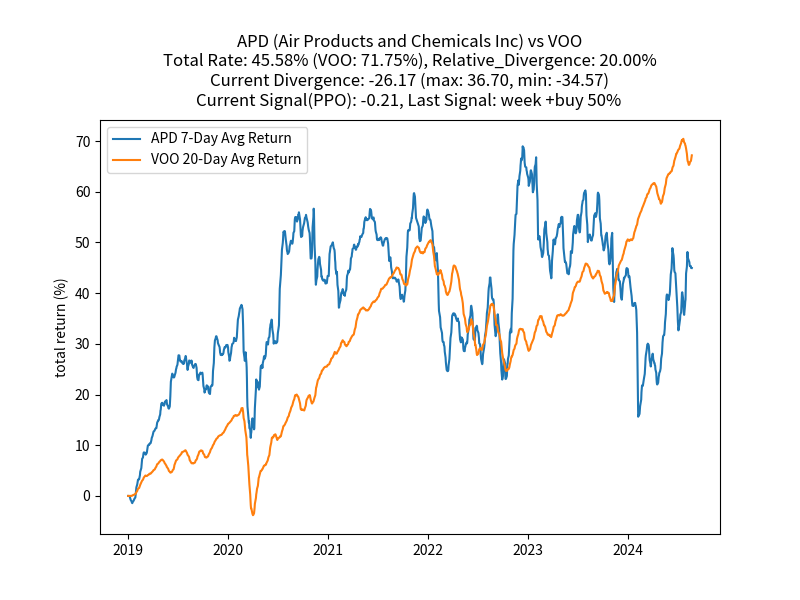 APD (Air Products and Chemicals Inc) vs VOO
Total Rate: 45.58% (VOO: 71.75%), Relative_Divergence: 20.00%
Current Divergence: -26.17 (max: 36.70, min: -34.57)
Current Signal(PPO): -0.21, Last Signal: week +buy 50%
APD 7-Day Avg Return
VOO 20-Day Avg Return
total return (%)
70
60
50
40
30
20
10
0
2019 2020 2021 2022 2023 2024